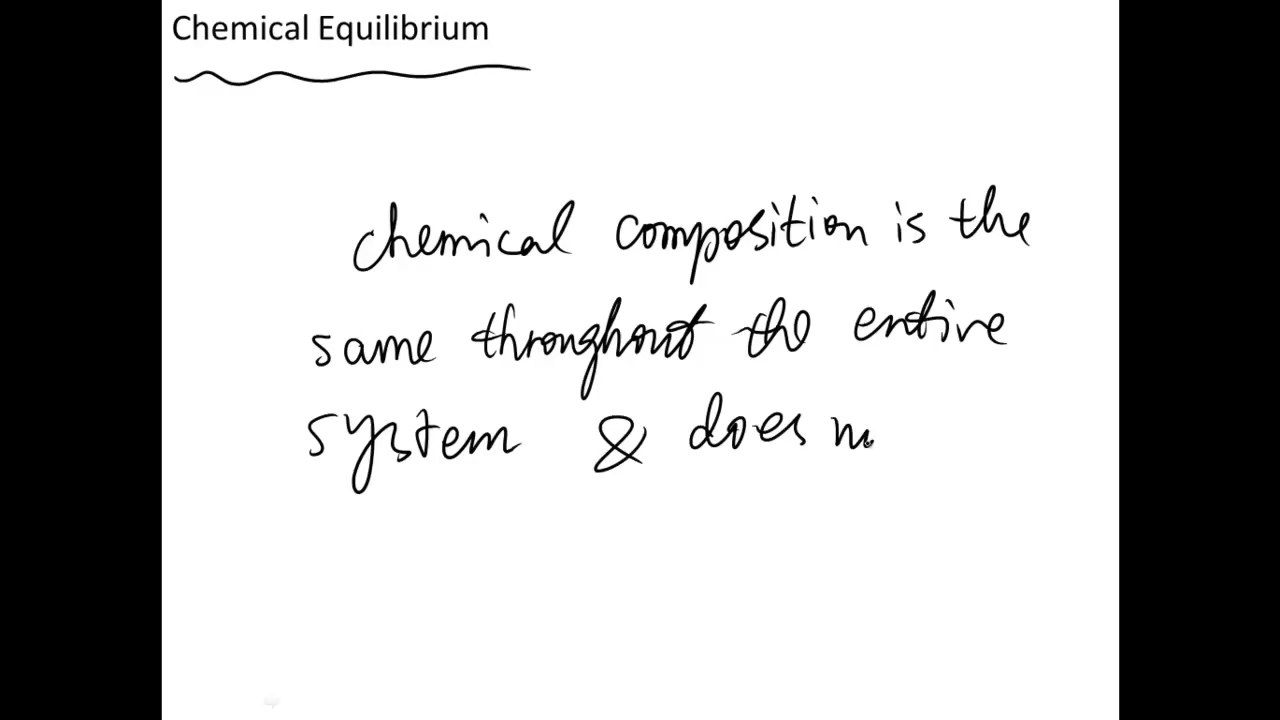 Chemical Equilibrium
chemical composition is the
same throughout the entire
system & does